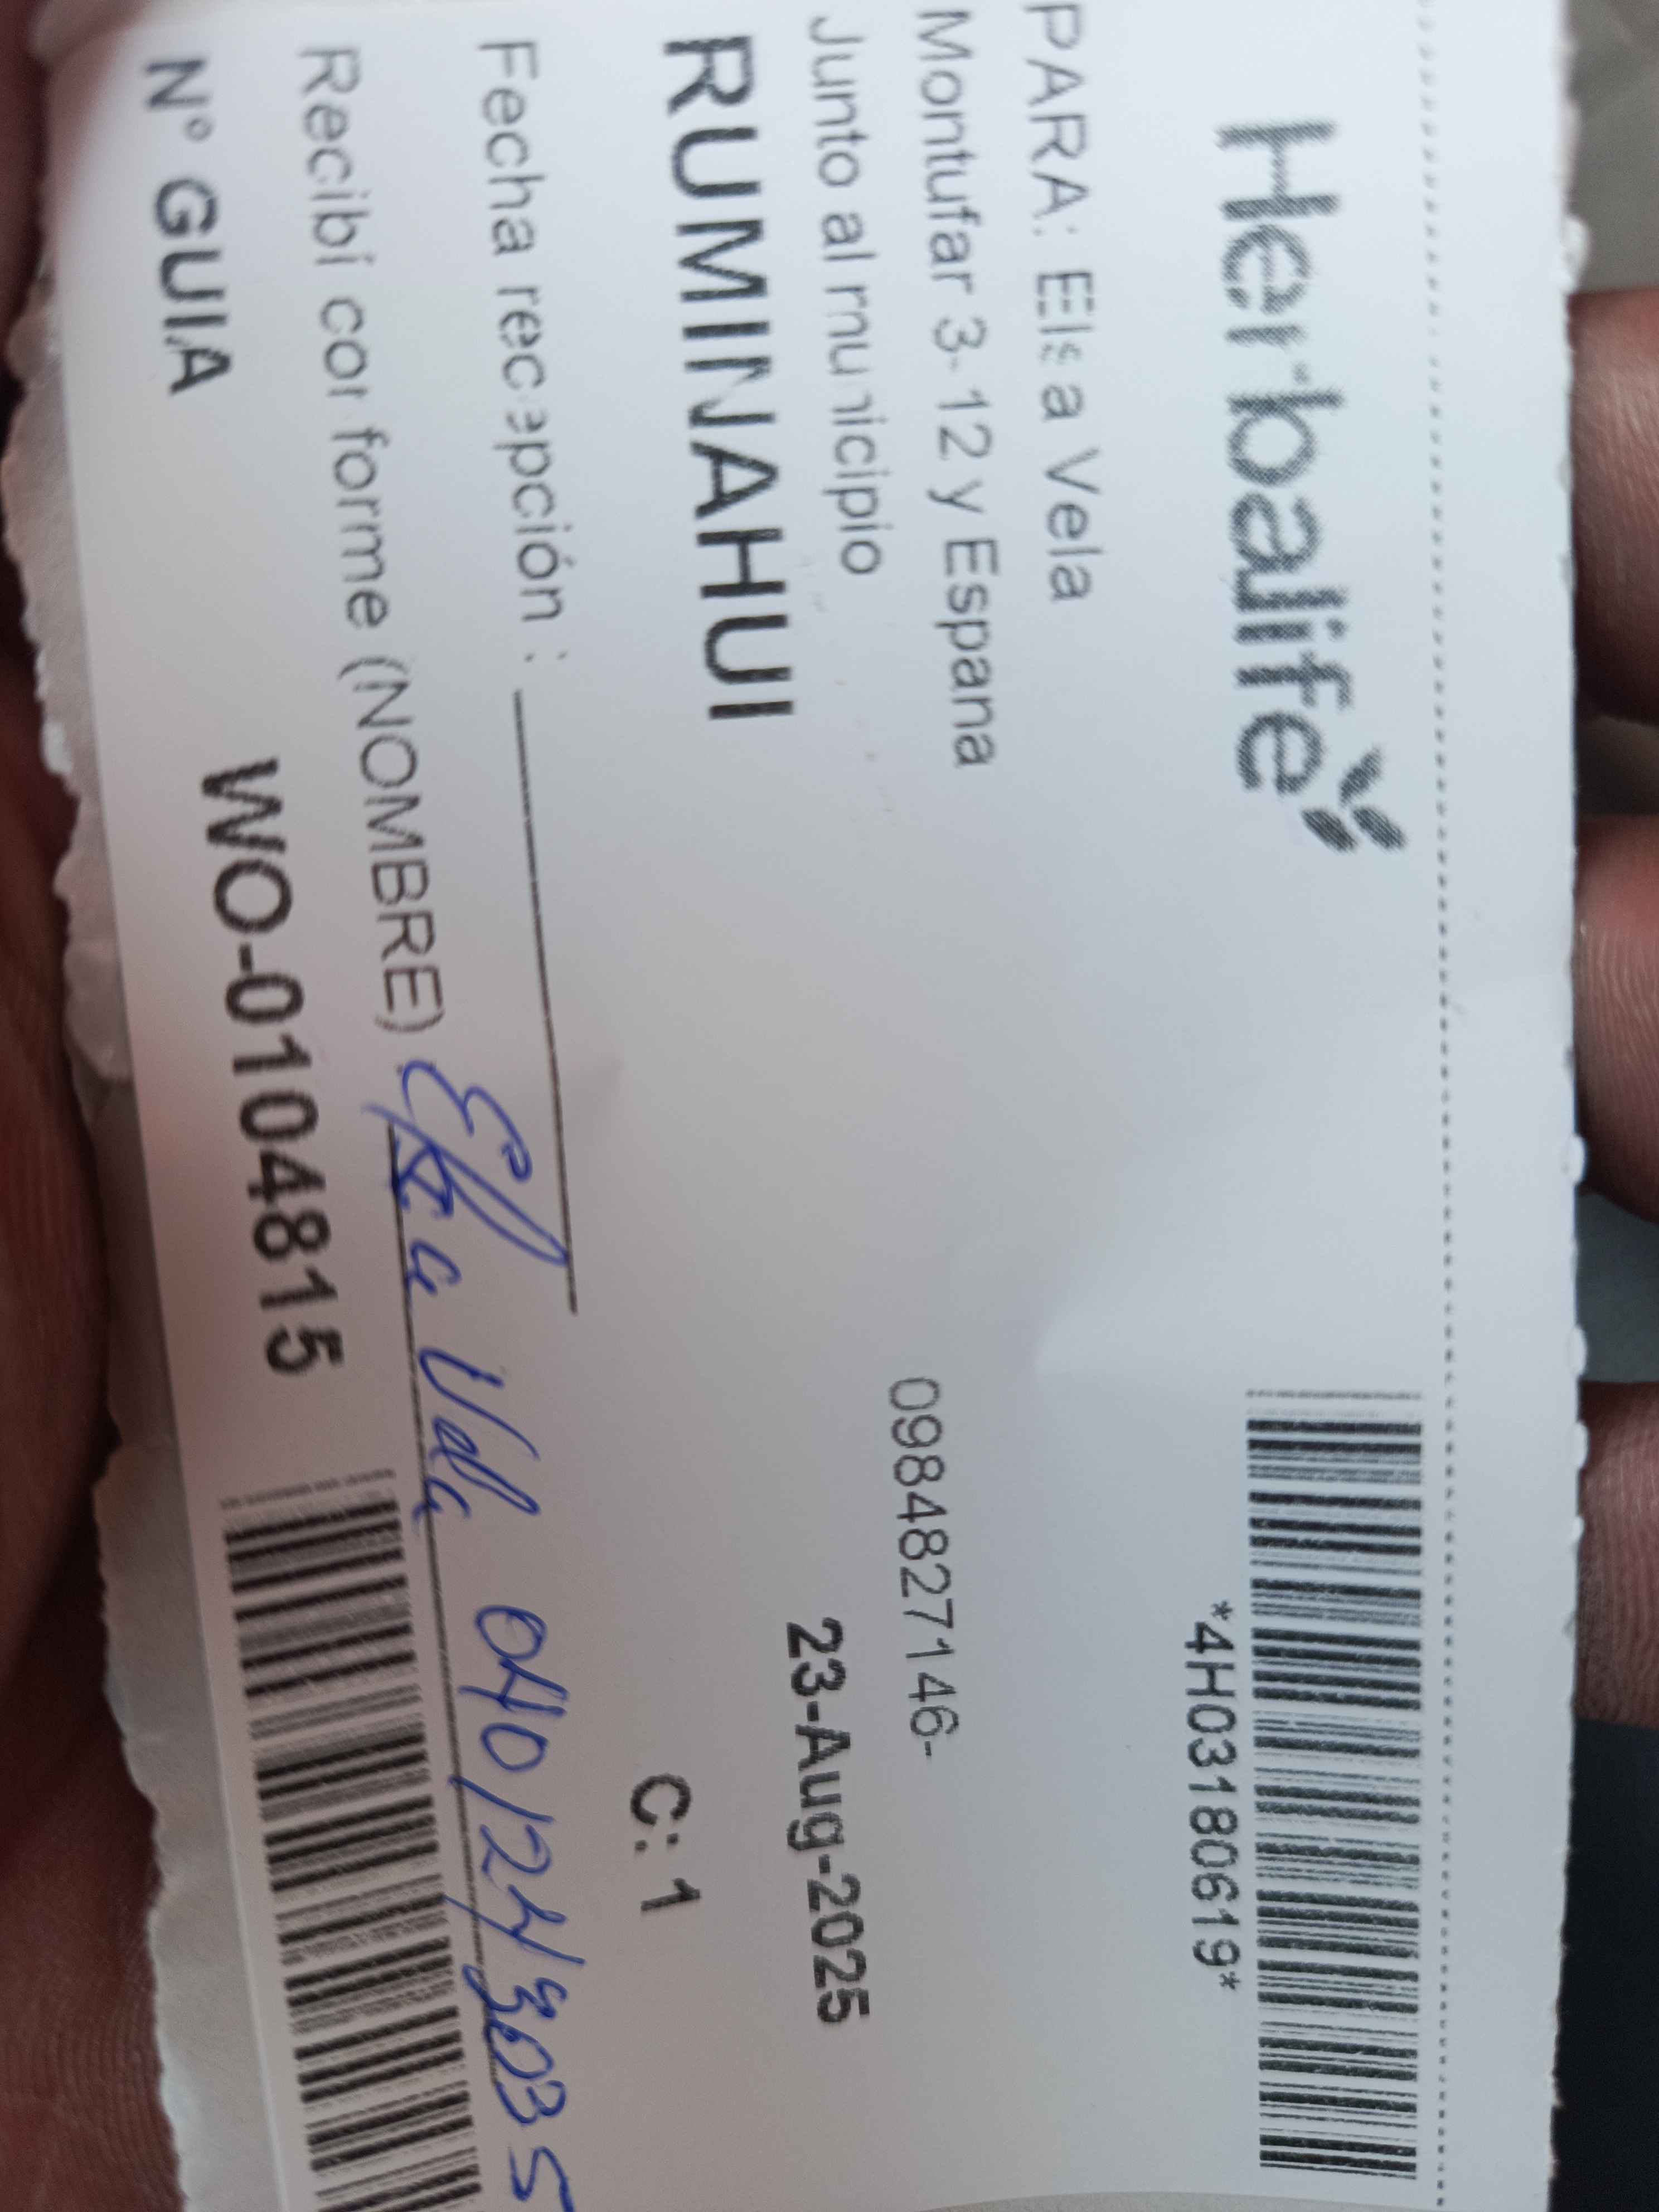 Herbalife
*4H03180619*
PARA: Elsa Vela
Montufar 3-12 y Espana
0984827146-
Junto al municipio
23-Aug-2025
RUMINAHUI
C: 1
Fecha recepción :
Recibí conforme (NOMBRE) Elsa Vela
N° GUIA WO-0104815